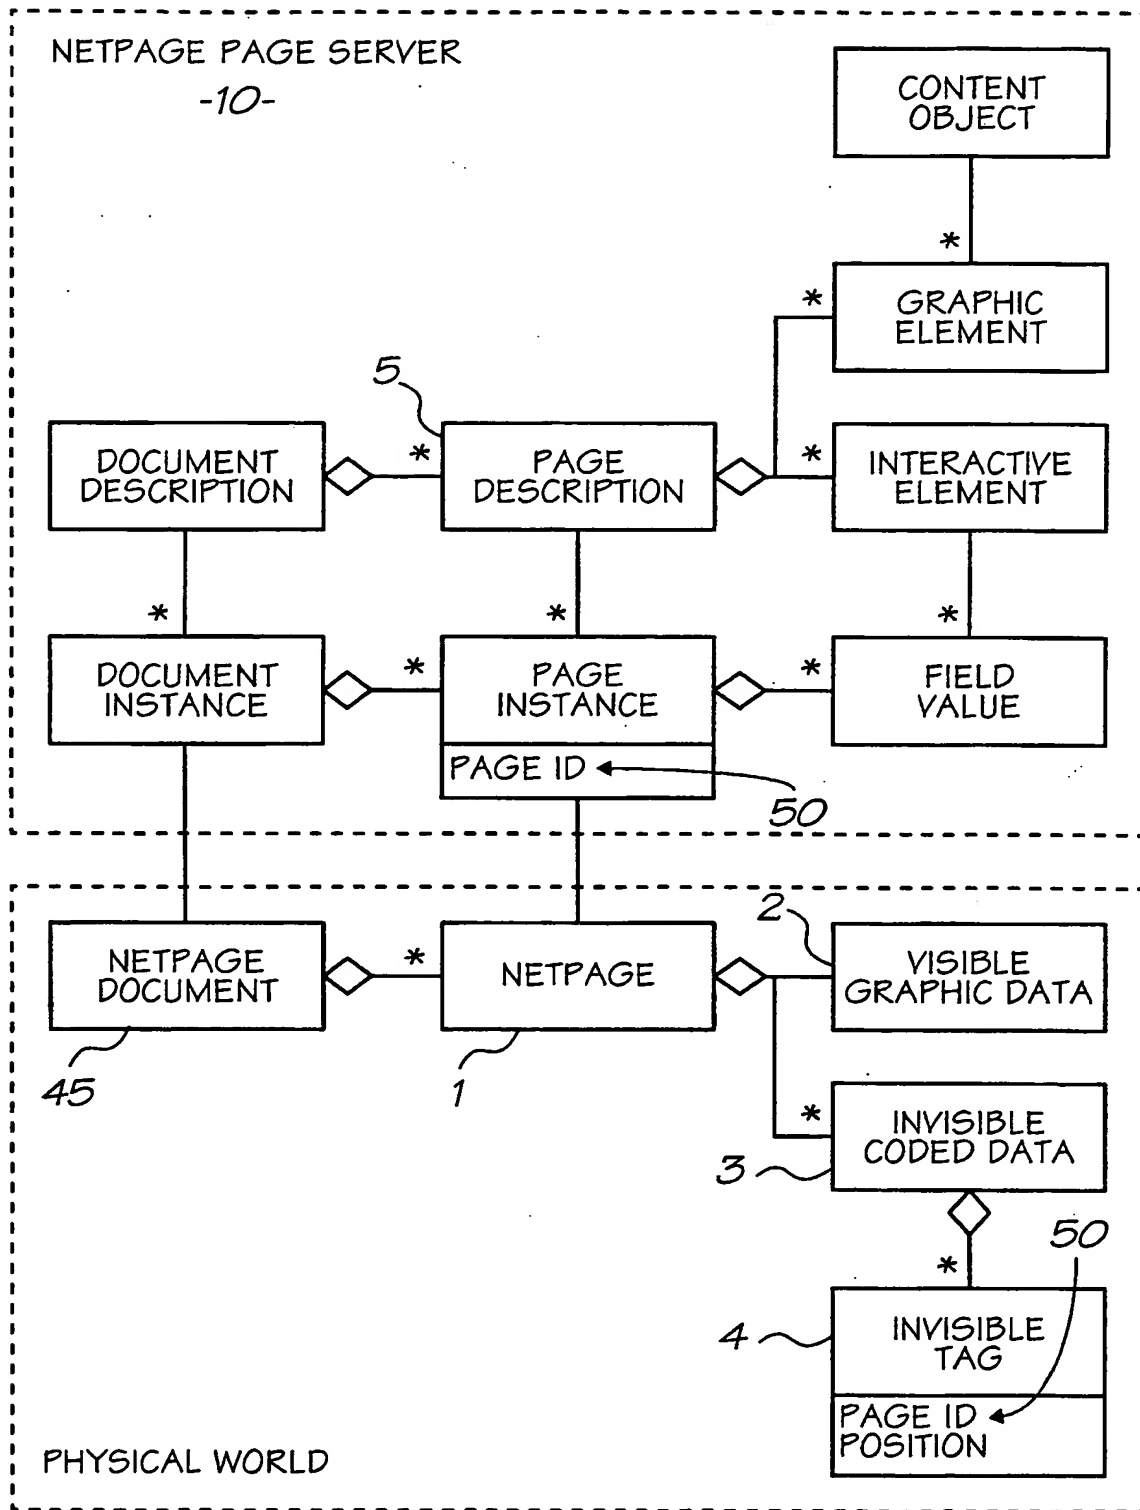 NETPAGE PAGE SERVER
-10-
CONTENT
OBJECT
*
*
GRAPHIC
ELEMENT
5
DOCUMENT
DESCRIPTION
*
PAGE
DESCRIPTION
*
INTERACTIVE
ELEMENT
*
*
*
DOCUMENT
INSTANCE
*
PAGE
INSTANCE
*
FIELD
VALUE
PAGE ID
50
2
NETPAGE
DOCUMENT
*
NETPAGE
VISIBLE
GRAPHIC DATA
45
1
*
INVISIBLE
CODED DATA
3
50
*
4
INVISIBLE
TAG
PAGE ID
POSITION
PHYSICAL WORLD